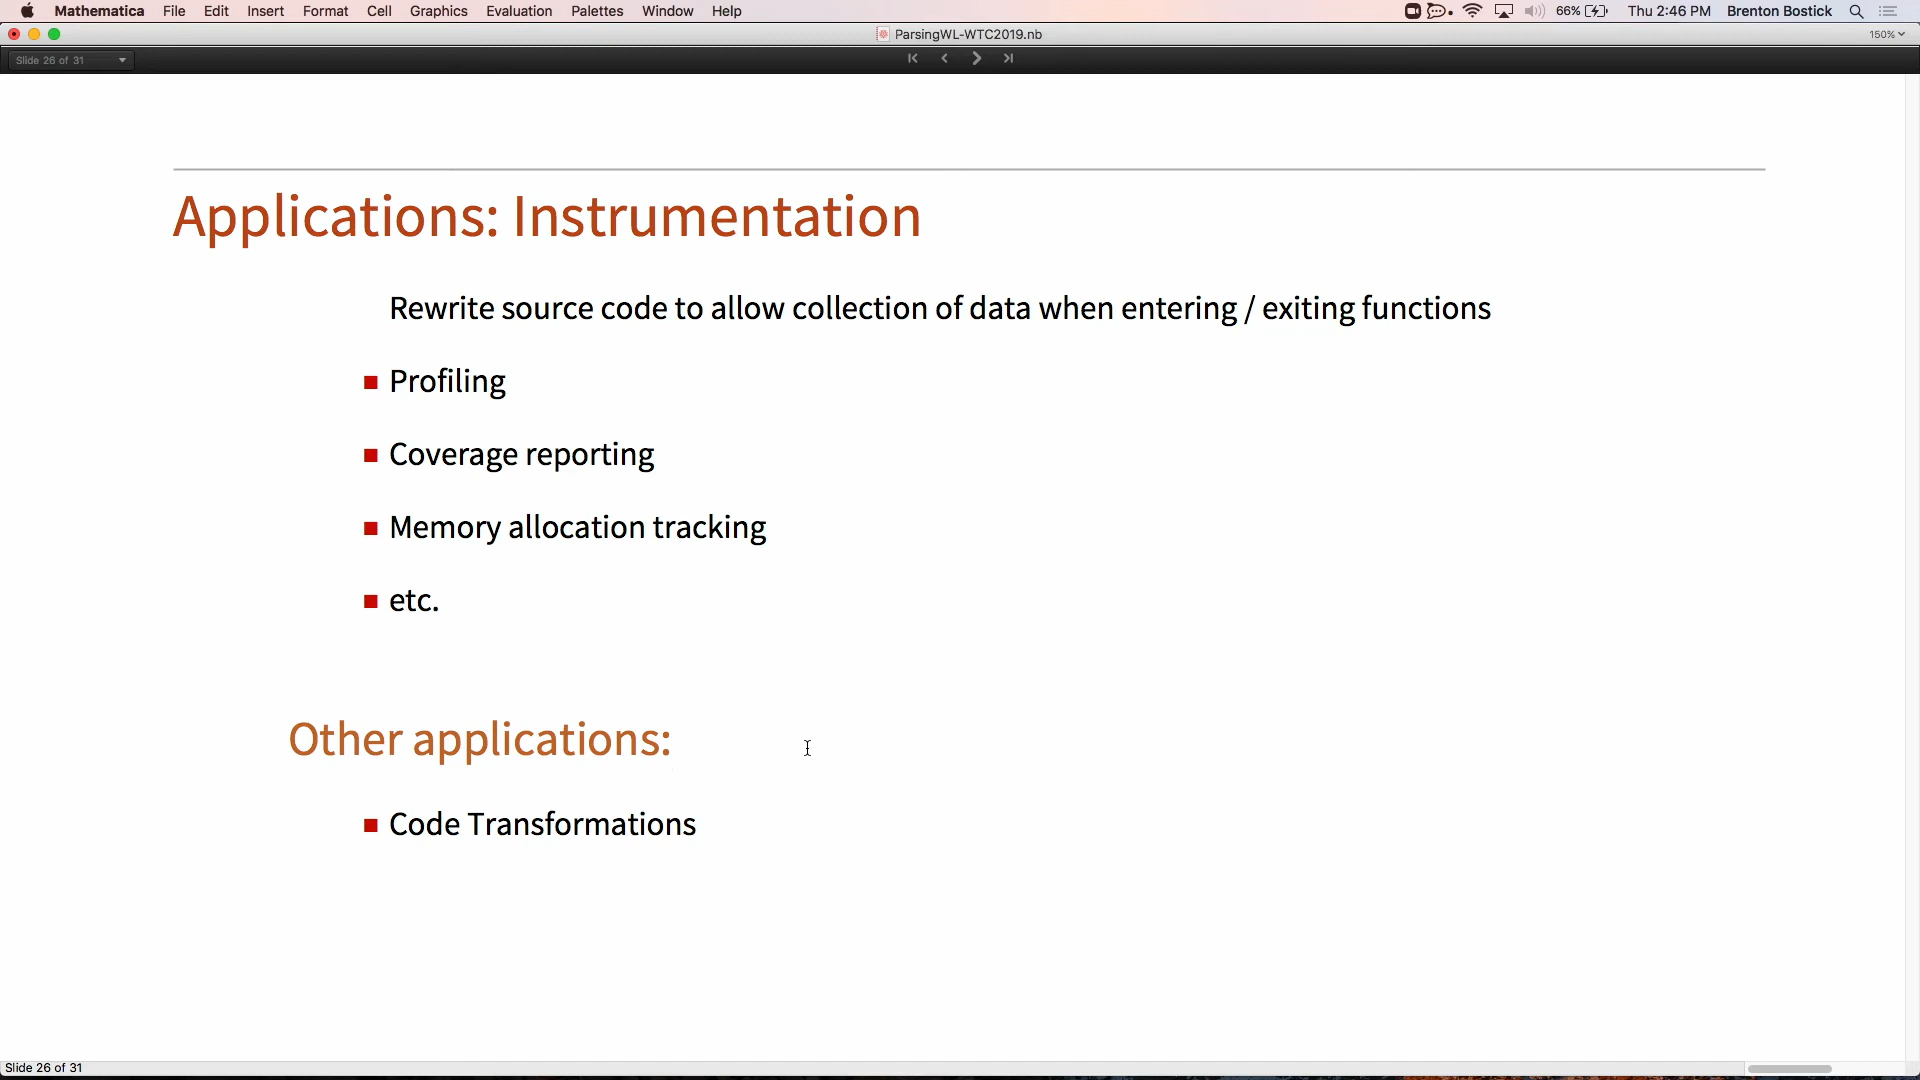 Mathematica File Edit Insert Format Cell Graphics Evaluation Palettes Window Help 66% Thu 2:46 PM Brenton Bostick
ParsingWL-WTC2019.nb 150%
Slide 26 of 31
Applications: Instrumentation
Rewrite source code to allow collection of data when entering / exiting functions
Profiling
Coverage reporting
Memory allocation tracking
etc.
Other applications:
Code Transformations
Slide 26 of 31